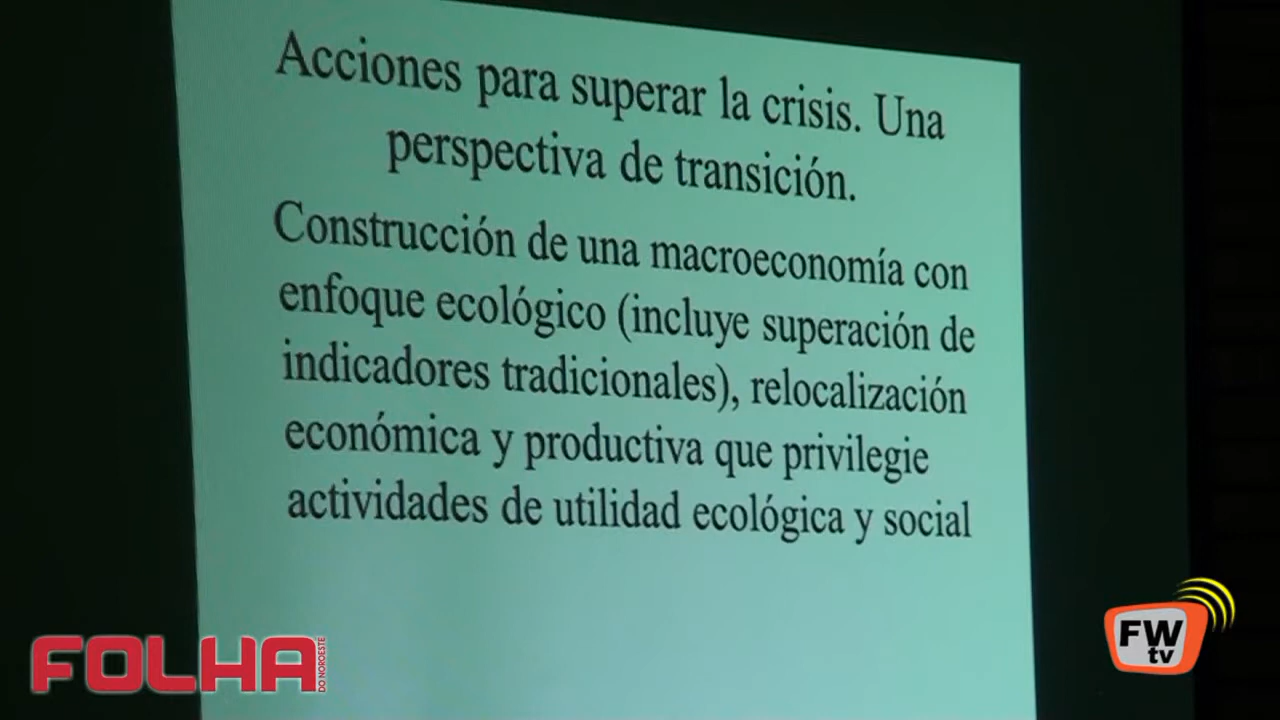 Acciones para superar la crisis. Una
perspectiva de transición.
Construcción de una macroeconomía con
enfoque ecológico (incluye superación de
indicadores tradicionales), relocalización
económica y productiva que privilegie
actividades de utilidad ecológica y social
FOLHA
DO NOROESTE
FW
tv